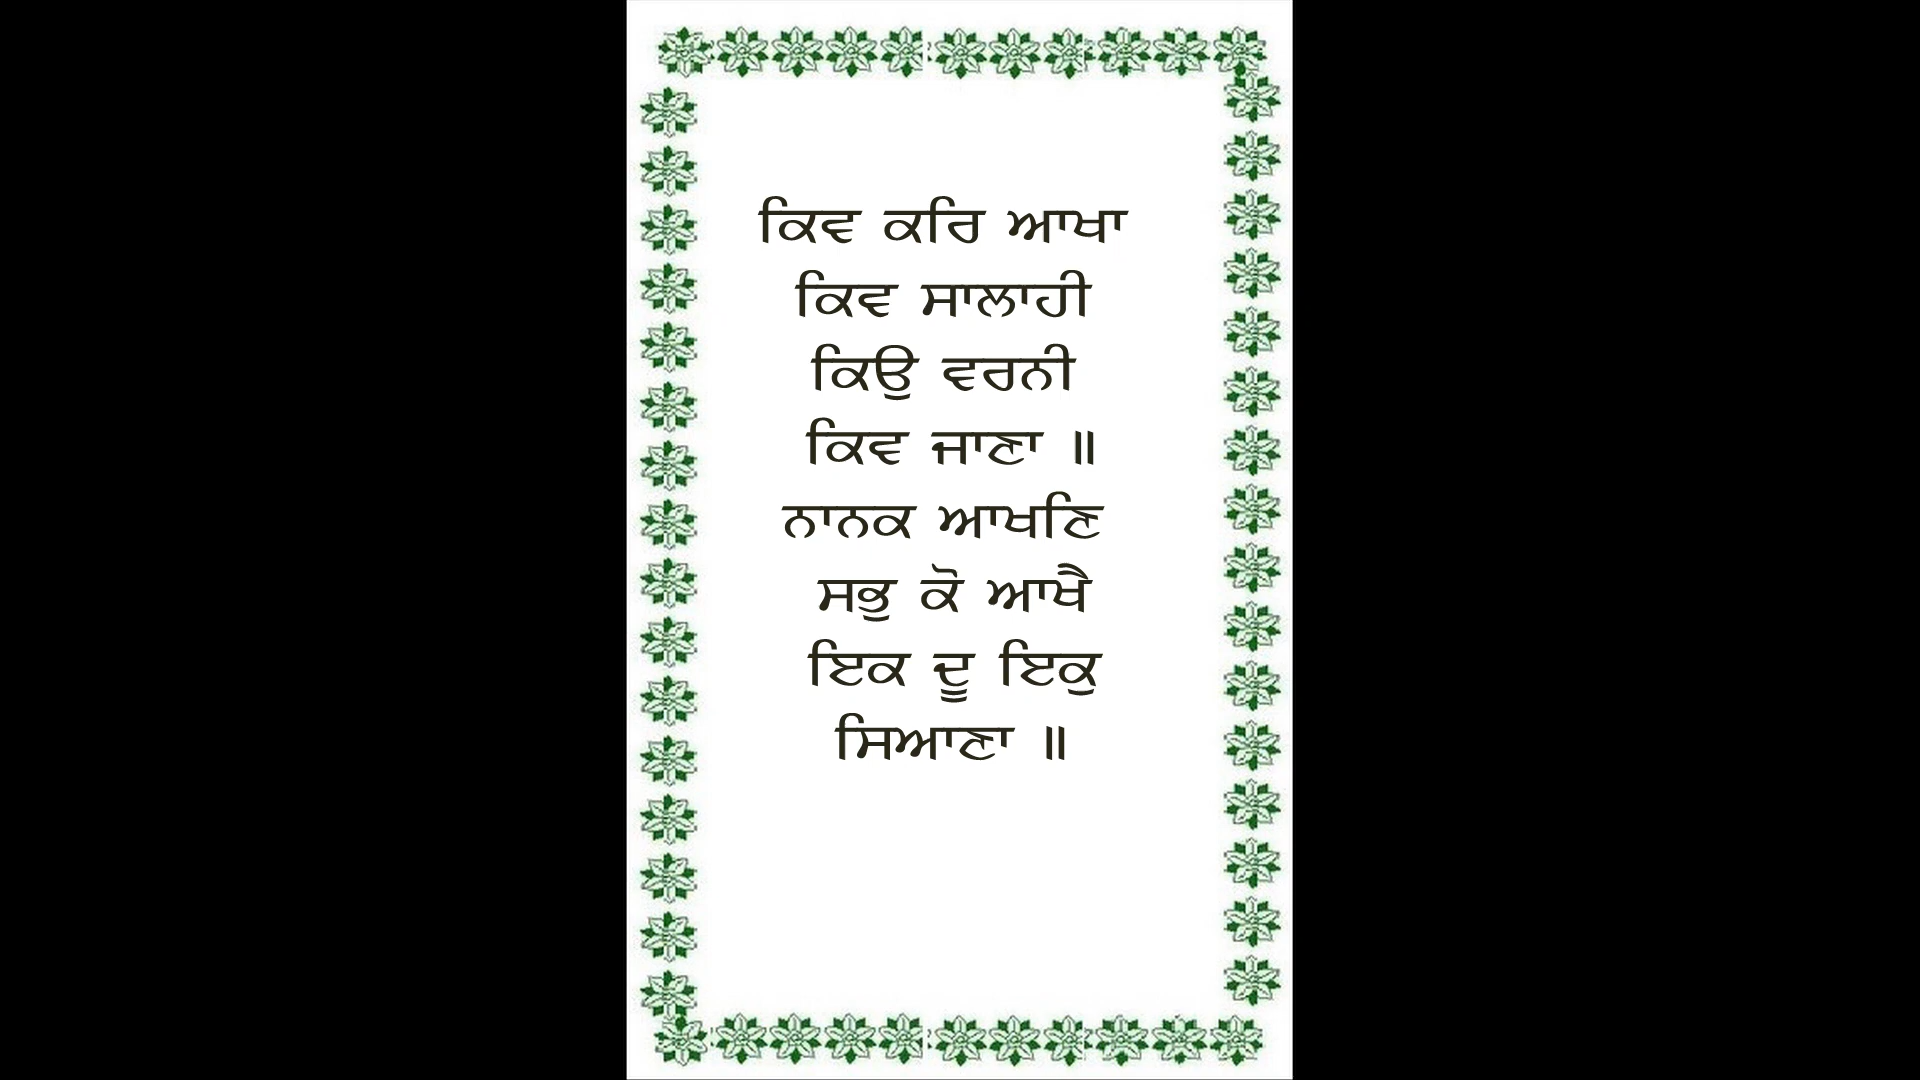 ਕਿਵ ਕਰਿ ਆਖਾ
ਕਿਵ ਸਾਲਾਹੀ
ਕਿਉ ਵਰਨੀ
ਕਿਵ ਜਾਣਾ ॥
ਨਾਨਕ ਆਖਣਿ
ਸਭੁ ਕੋ ਆਖੈ
ਇਕ ਦੂ ਇਕੁ
ਸਿਆਣਾ ॥